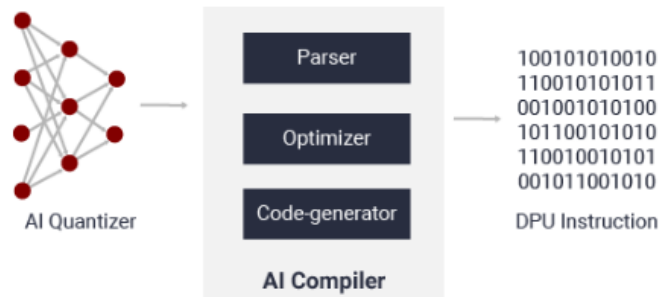 Parser
Optimizer
Code-generator
AI Compiler
AI Quantizer
100101010010
110010101011
001001010100
101100101010
110010010101
001011001010
DPU Instruction